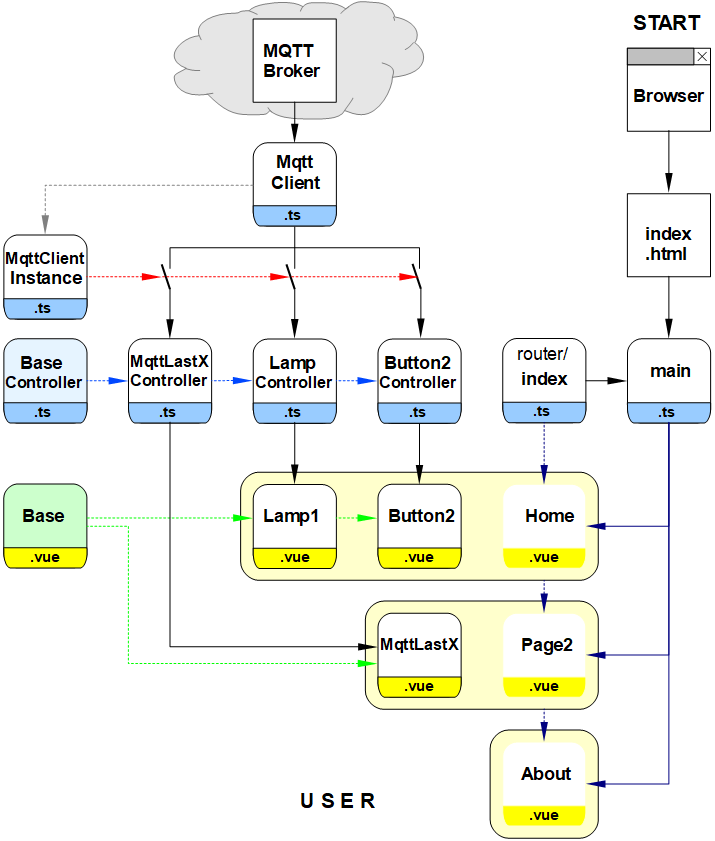 START
MQTT
Broker
Browser
Mqtt
Client
.ts
index
.html
MqttClient
Instance
.ts
Base
Controller
.ts
MqttLastX
Controller
.ts
Lamp
Controller
.ts
Button2
Controller
.ts
router/
index
.ts
main
.ts
Base
.vue
Lamp1
.vue
Button2
.vue
Home
.vue
MqttLastX
.vue
Page2
.vue
About
.vue
U S E R